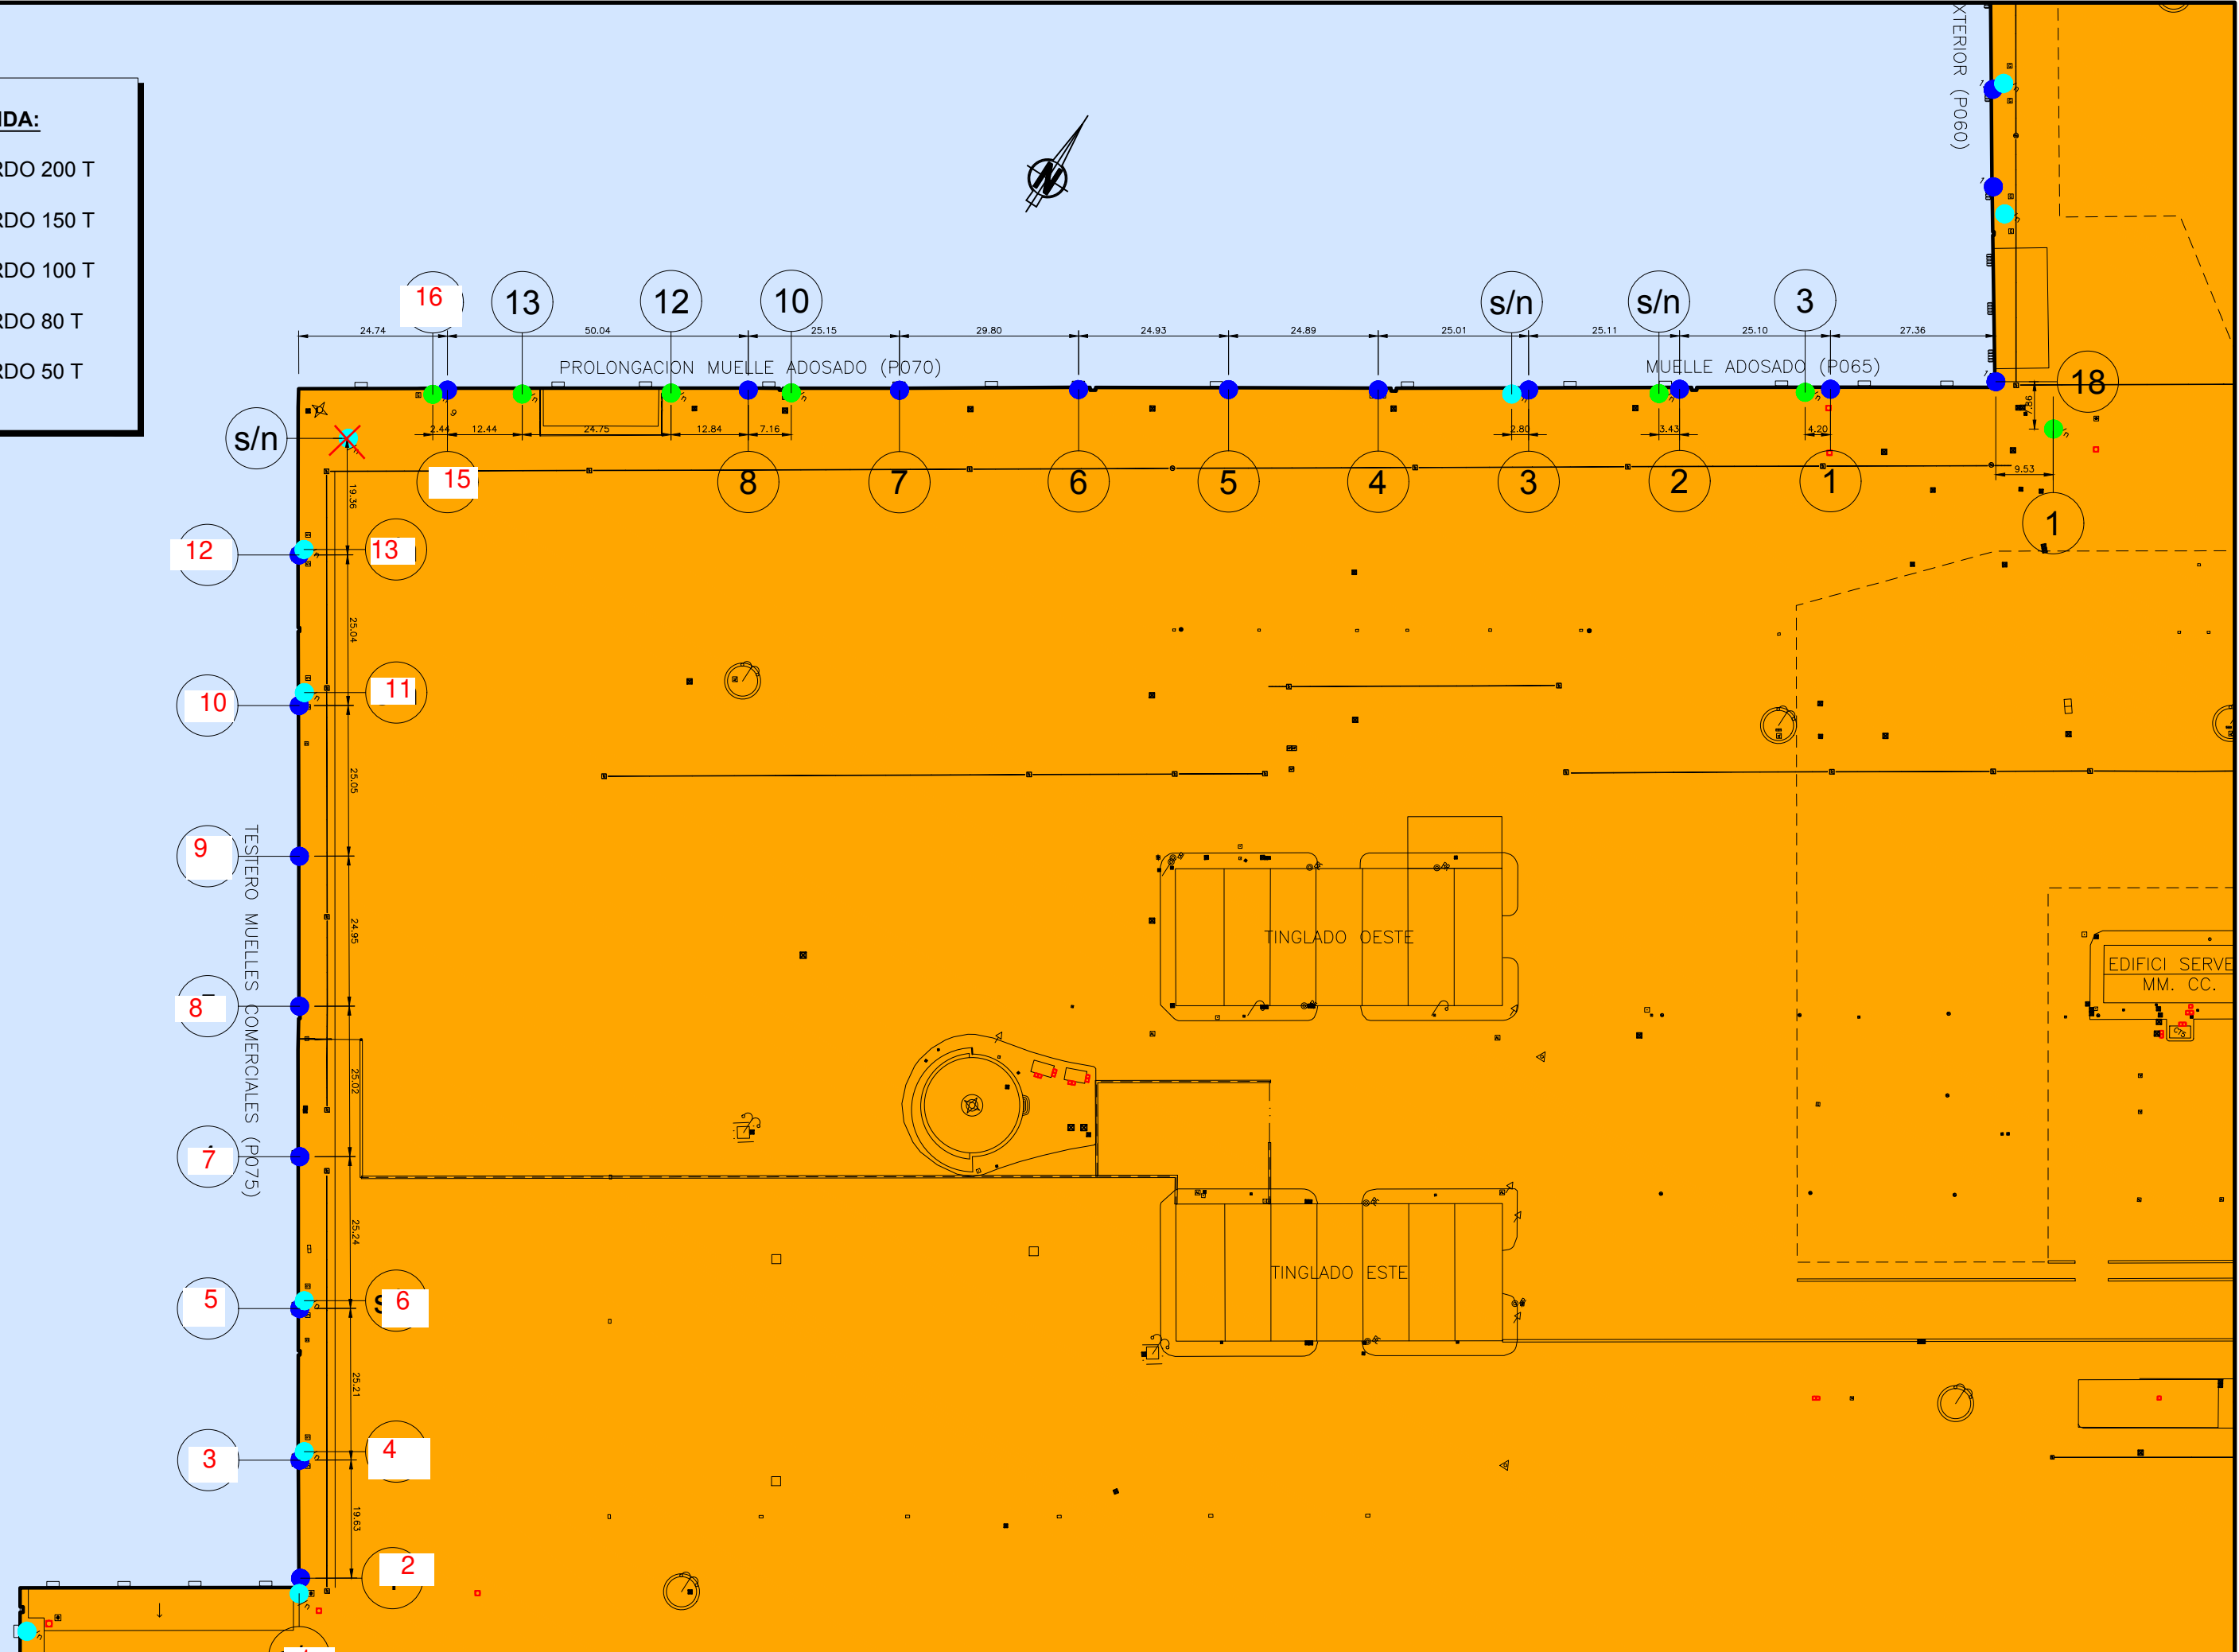 NDA:
RDO 200 T
RDO 150 T
RDO 100 T
RDO 80 T
RDO 50 T
XTERIOR (P060)
N
16
13
12
10
s/n
s/n
3
24.74
50.04
25.15
29.80
24.93
24.89
25.01
25.11
25.10
27.36
PROLONGACION MUELLE ADOSADO (P070)
MUELLE ADOSADO (P065)
18
7.86
s/n
2.44
12.44
24.75
12.84
7.16
2.80
3.43
4.20
9.53
15
8
7
6
5
4
3
2
1
1
19.36
12
13
25.04
10
11
25.05
9
24.95
TESTERO MUELLES COMERCIALES (P075)
8
25.02
7
25.24
5
6
25.21
3
4
19.63
2
TINGLADO OESTE
EDIFICI SERVE
MM. CC.
CT5
TINGLADO ESTE